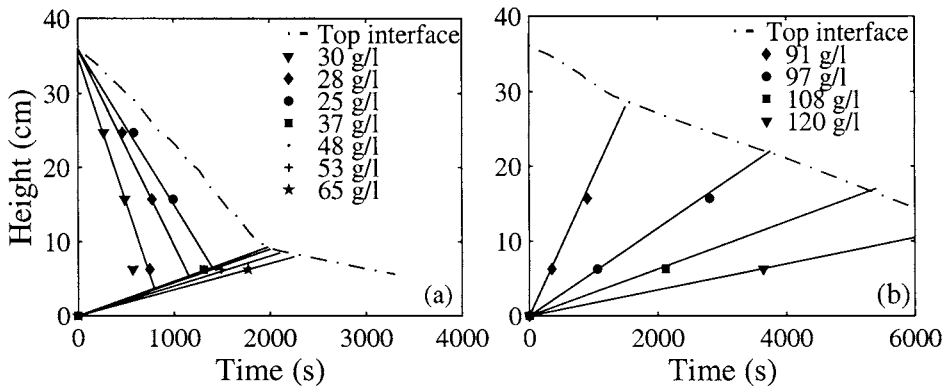 40
30
20
10
0
Height (cm)
Top interface
30 g/l
28 g/l
25 g/l
37 g/l
48 g/l
53 g/l
65 g/l
(a)
0 1000 2000 3000 4000
Time (s)
40
30
20
10
0
Top interface
91 g/l
97 g/l
108 g/l
120 g/l
(b)
0 2000 4000 6000
Time (s)